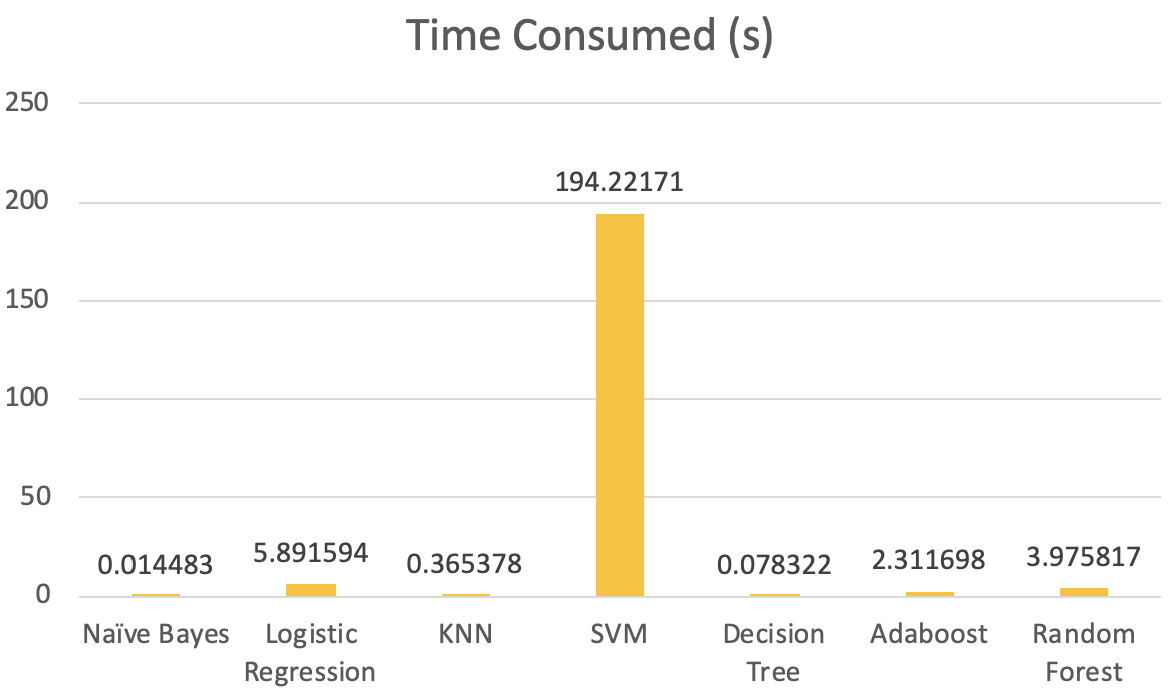 Time Consumed (s)
250
200
150
100
50
0
0.014483
5.891594
0.365378
194.22171
0.078322
2.311698
3.975817
Naïve Bayes
Logistic
Regression
KNN
SVM
Decision
Tree
Adaboost
Random
Forest